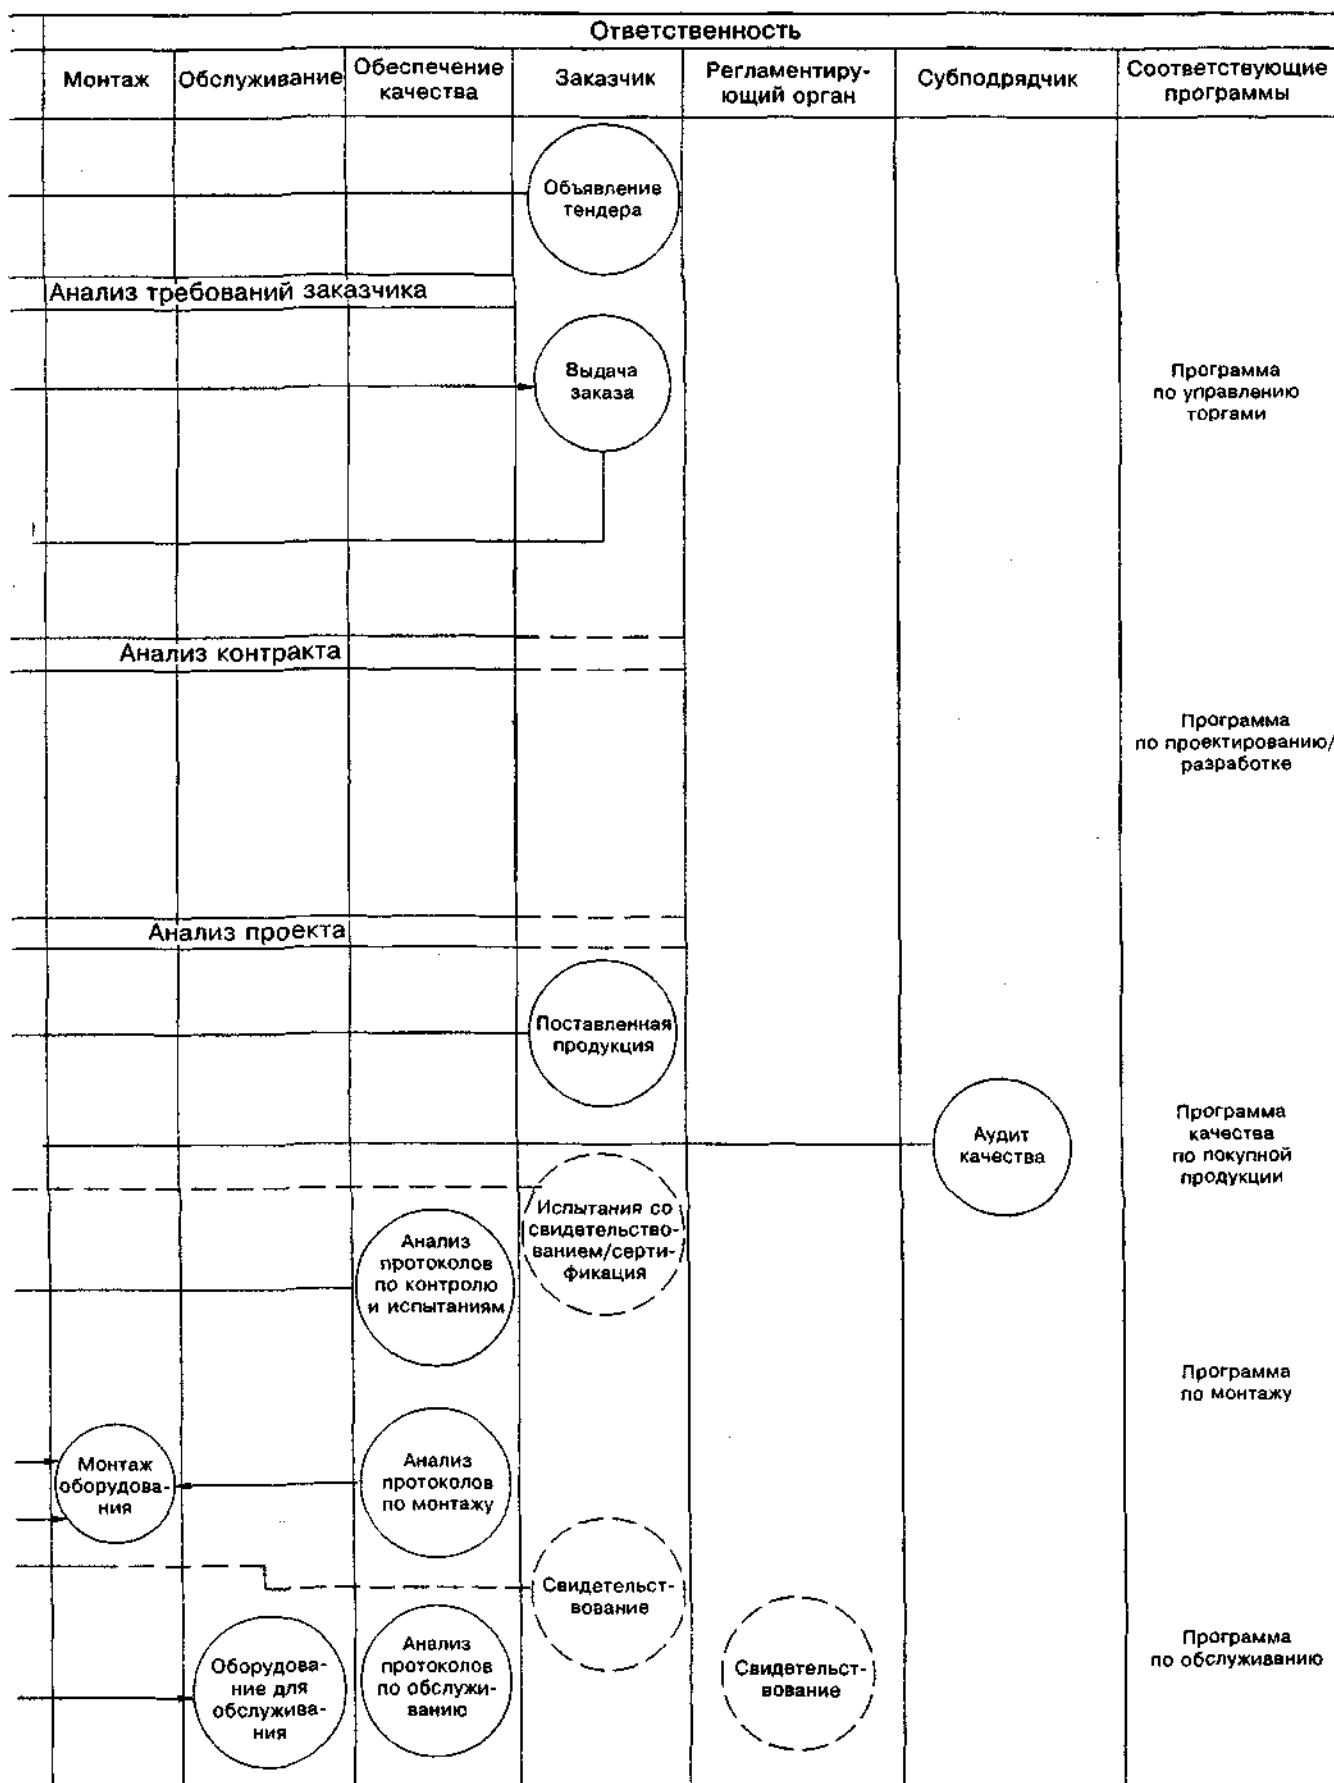 Ответственность
Монтаж
Обслуживание
Обеспечение
качества
Заказчик
Регламентиру-
ющий орган
Субподрядчик
Соответствующие
программы
Объявление
тендера
Анализ требований заказчика
Выдача
заказа
Программа
по управлению
торгами
Анализ контракта
Программа
по проектированию/
разработке
Анализ проекта
Поставленная
продукция
Аудит
качества
Программа
качества
по покупной
продукции
Испытания со
свидетельство-
ванием/серти-
фикация
Анализ
протоколов
по контролю
и испытаниям
Программа
по монтажу
Монтаж
оборудова-
ния
Анализ
протоколов
по монтажу
Свидетельст-
вование
Оборудова-
ние для
обслужива-
ния
Анализ
протоколов
по обслужи-
ванию
Свидетельст-
вование
Программа
по обслуживанию